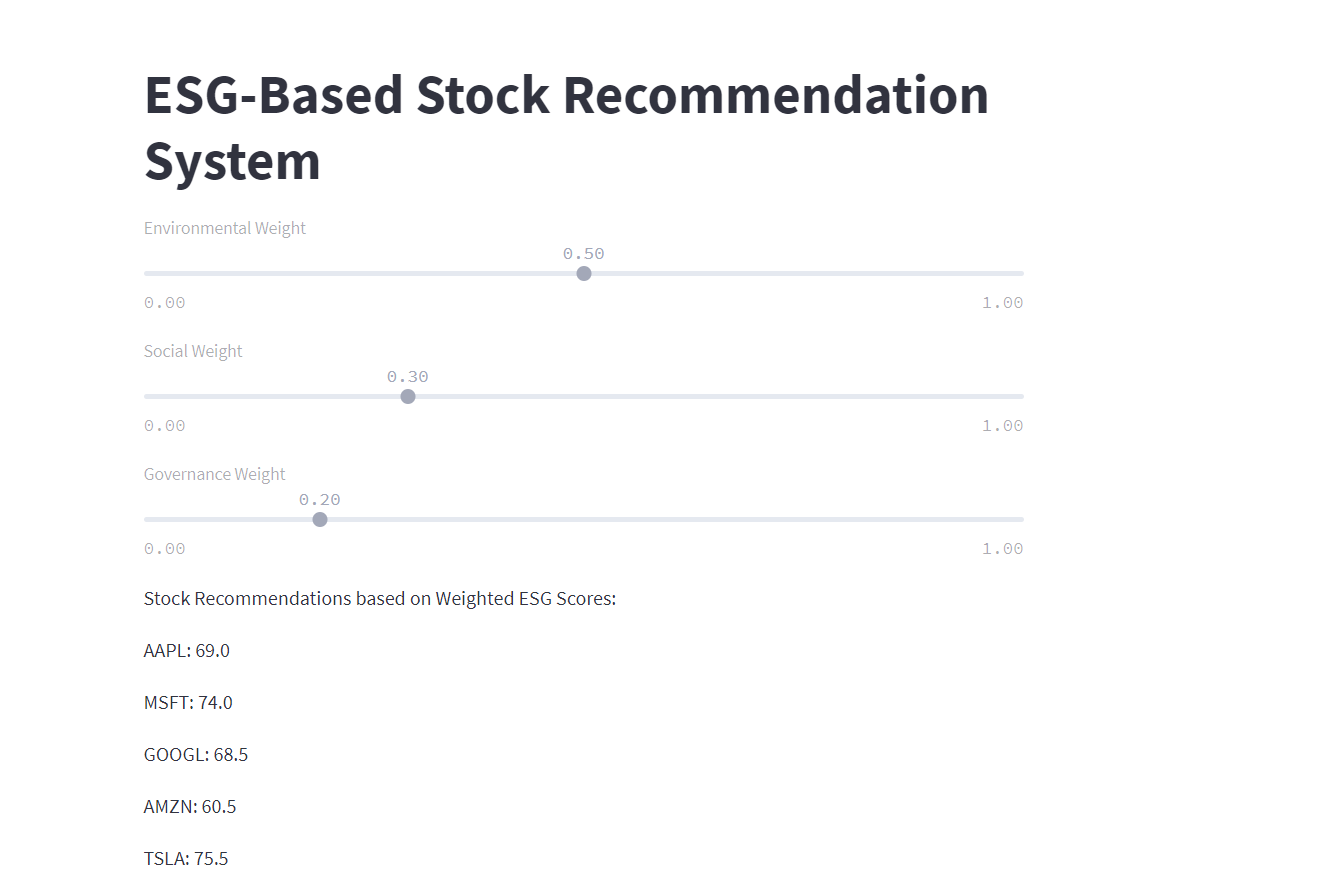 ESG-Based Stock Recommendation
System
Environmental Weight
0.50
0.00 1.00
Social Weight
0.30
0.00 1.00
Governance Weight
0.20
0.00 1.00
Stock Recommendations based on Weighted ESG Scores:
AAPL: 69.0
MSFT: 74.0
GOOGL: 68.5
AMZN: 60.5
TSLA: 75.5